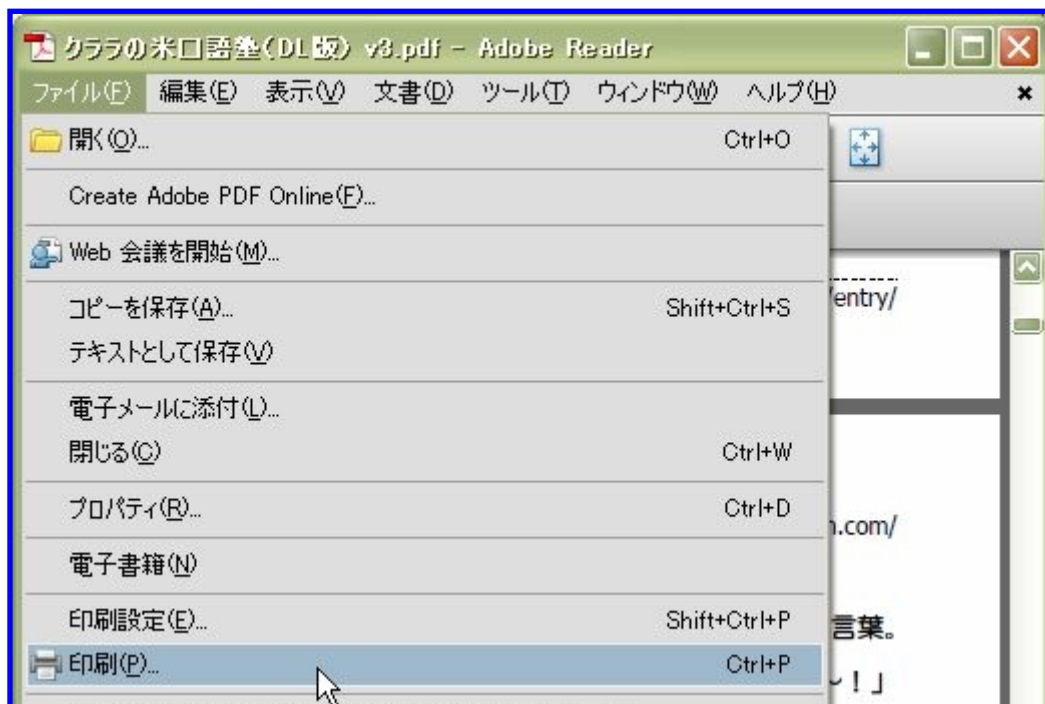 クララの米口語塾(DL版) v3.pdf - Adobe Reader
ファイル(F) 編集(E) 表示(V) 文書(D) ツール(T) ウィンドウ(W) ヘルプ(H)
開く(O)... Ctrl+O
Create Adobe PDF Online(F)...
Web 会議を開始(M)...
コピーを保存(A)... Shift+Ctrl+S
/entry/
テキストとして保存(V)
電子メールに添付(L)...
閉じる(C) Ctrl+W
プロパティ(R)... Ctrl+D
.com/
電子書籍(N)
印刷設定(E)... Shift+Ctrl+P
言葉。
印刷(P)... Ctrl+P
~!」